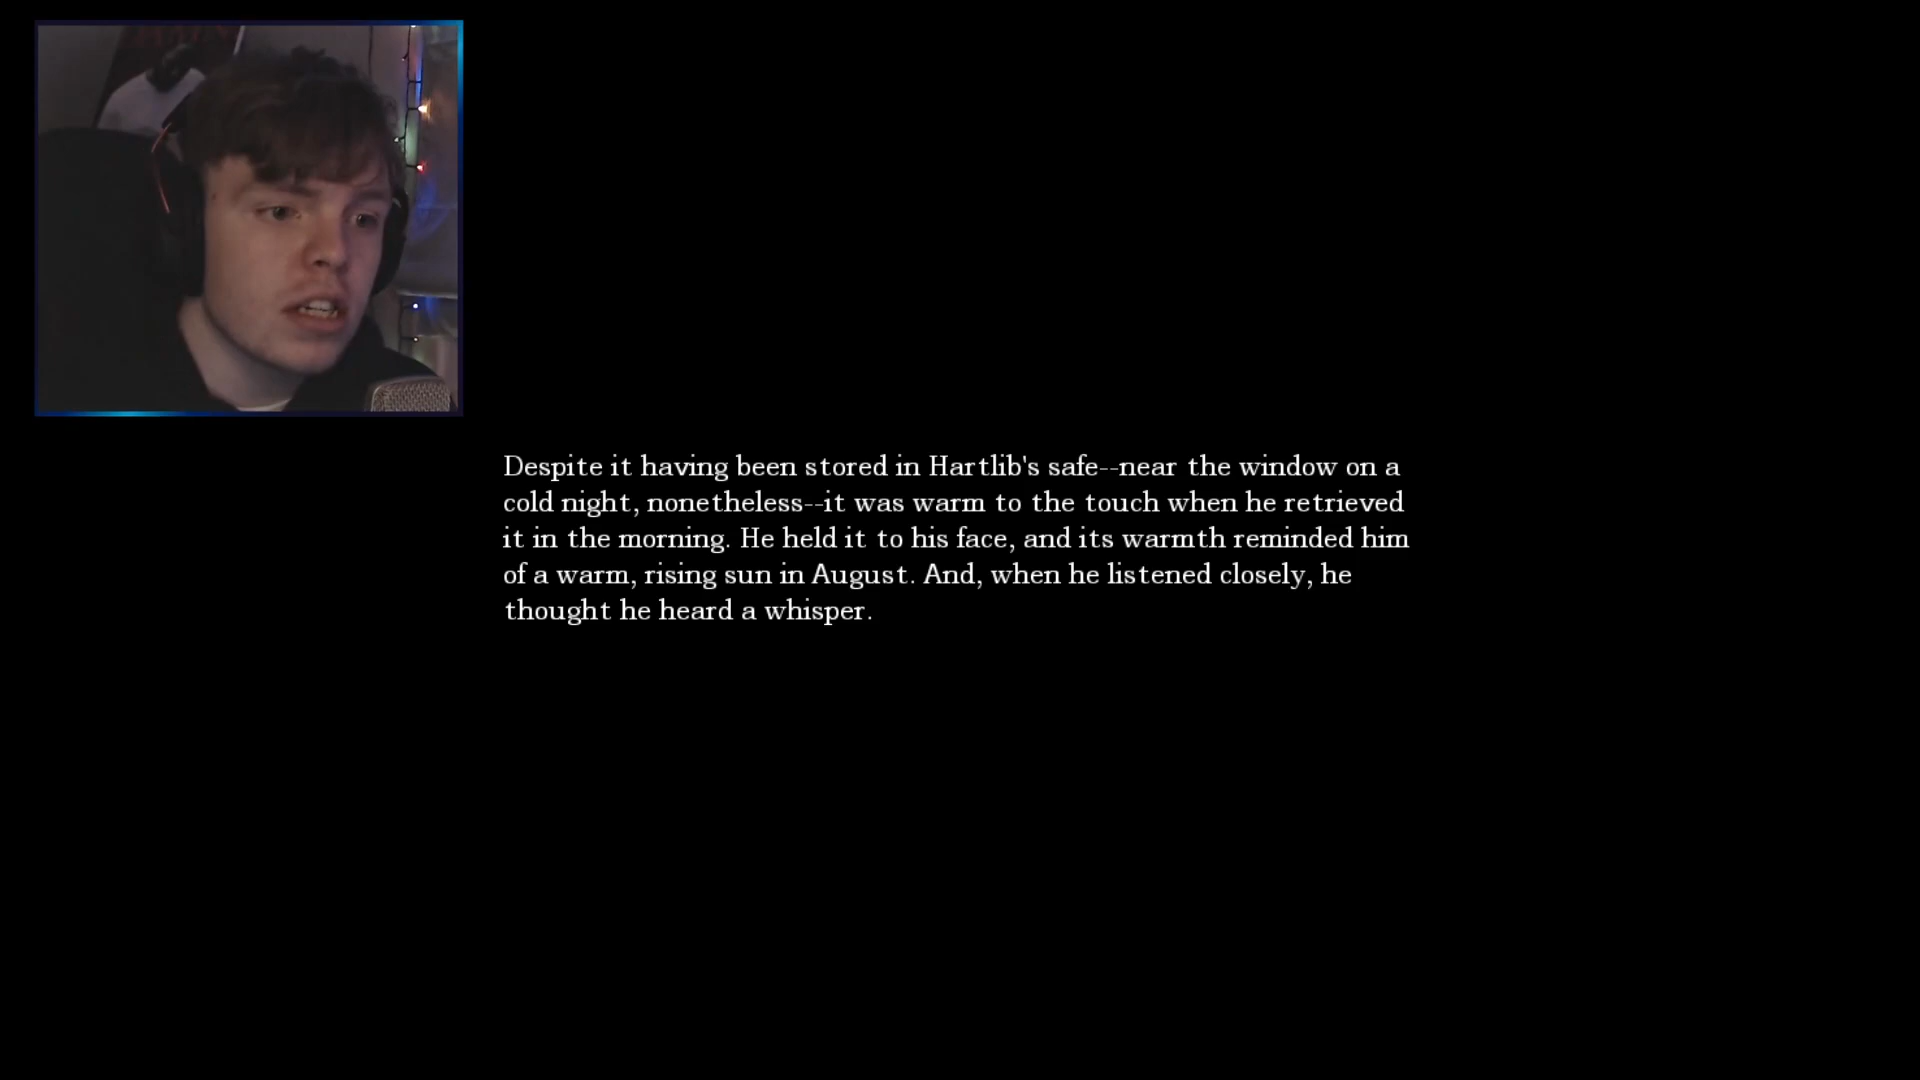 Despite it having been stored in Hartlib's safe--near the window on a
cold night, nonetheless--it was warm to the touch when he retrieved
it in the morning. He held it to his face, and its warmth reminded him
of a warm, rising sun in August. And, when he listened closely, he
thought he heard a whisper.